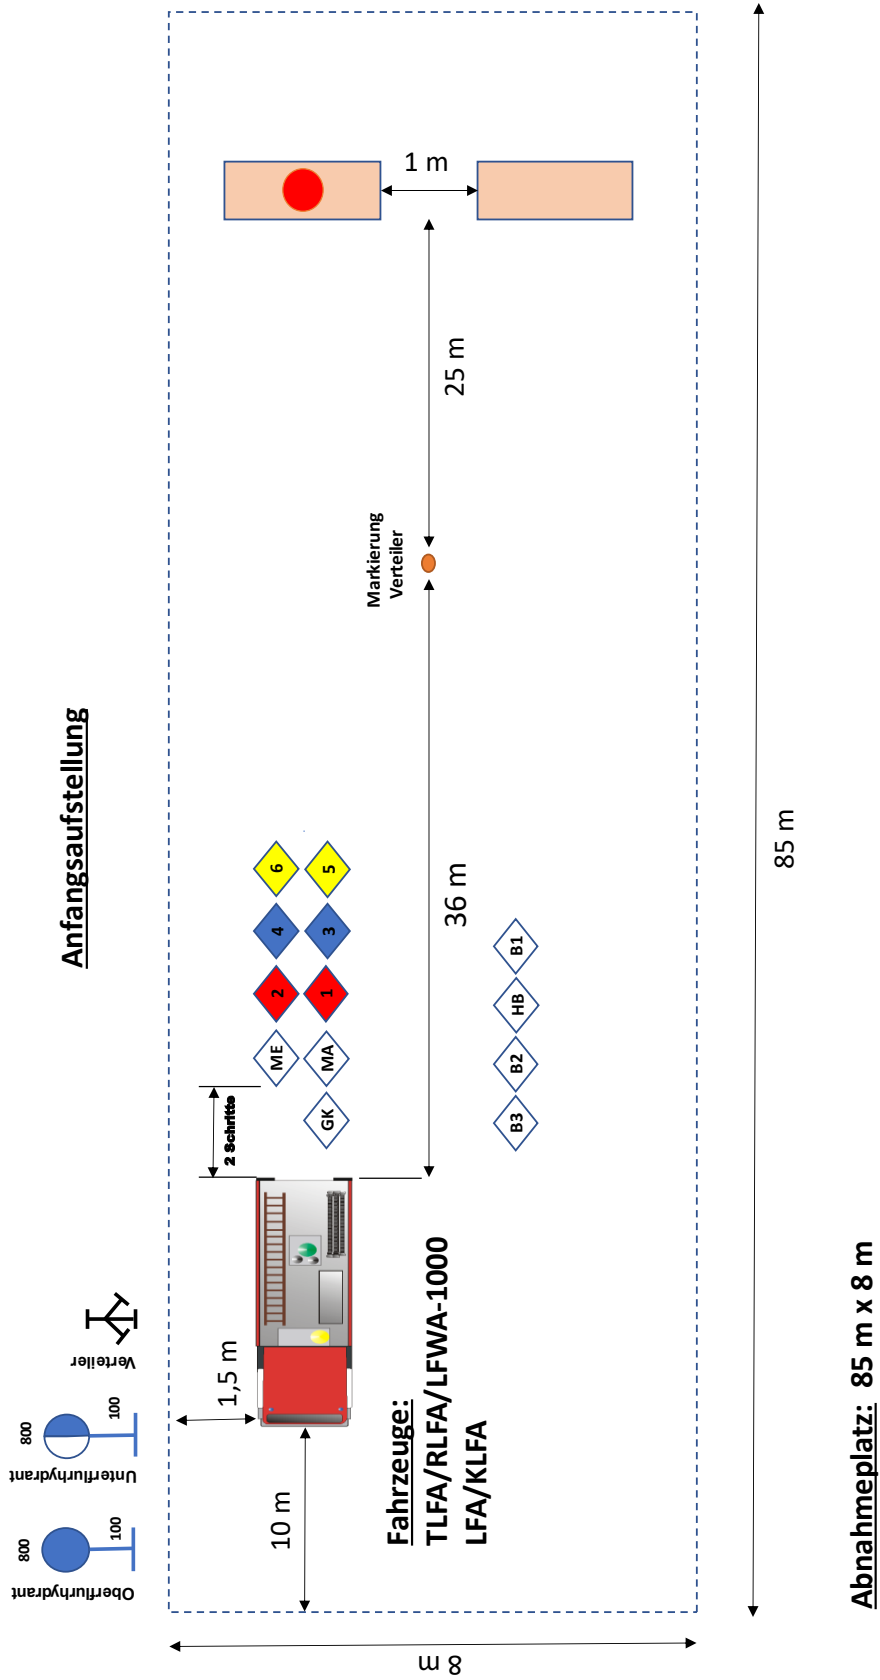 Anfangsaufstellung
Oberflurhydrant
800
100
Unterflurhydrant
800
100
Verteiler
8 m
10 m
1,5 m
Fahrzeuge:
TLFA/RLFA/LFWA-1000
LFA/KLFA
2 Schritte
GK
ME
MA
2
1
4
3
6
5
B3
B2
HB
B1
36 m
Markierung
Verteiler
25 m
1 m
85 m
Abnahmeplatz: 85 m x 8 m